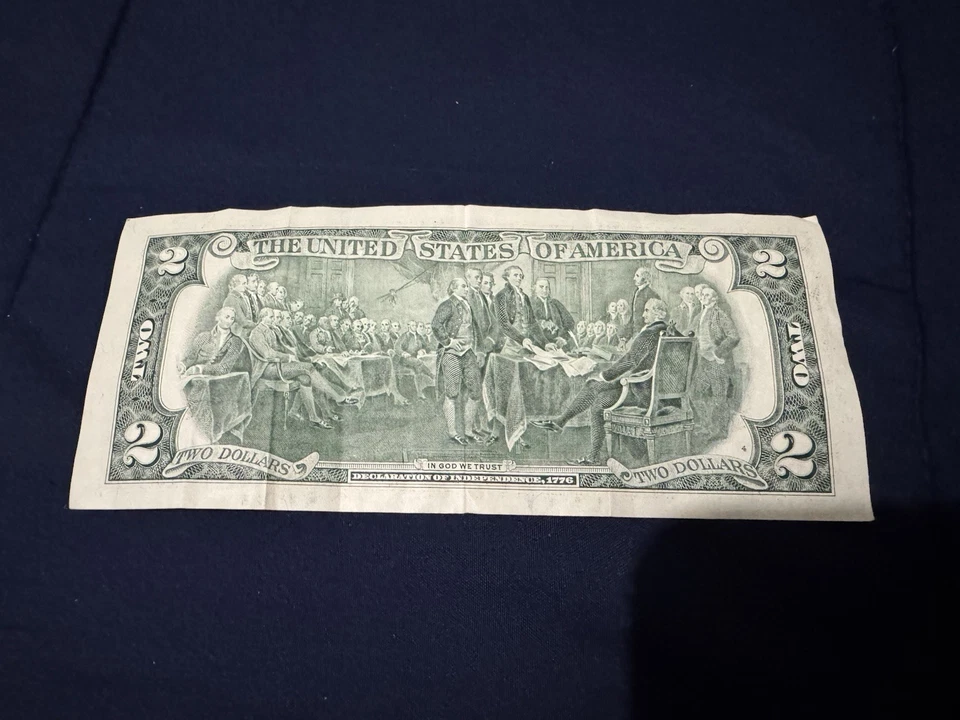 2 THE UNITED STATES OF AMERICA 2
TWO TWO
2 TWO DOLLARS IN GOD WE TRUST TWO DOLLARS 2
DECLARATION OF INDEPENDENCE, 1776
4